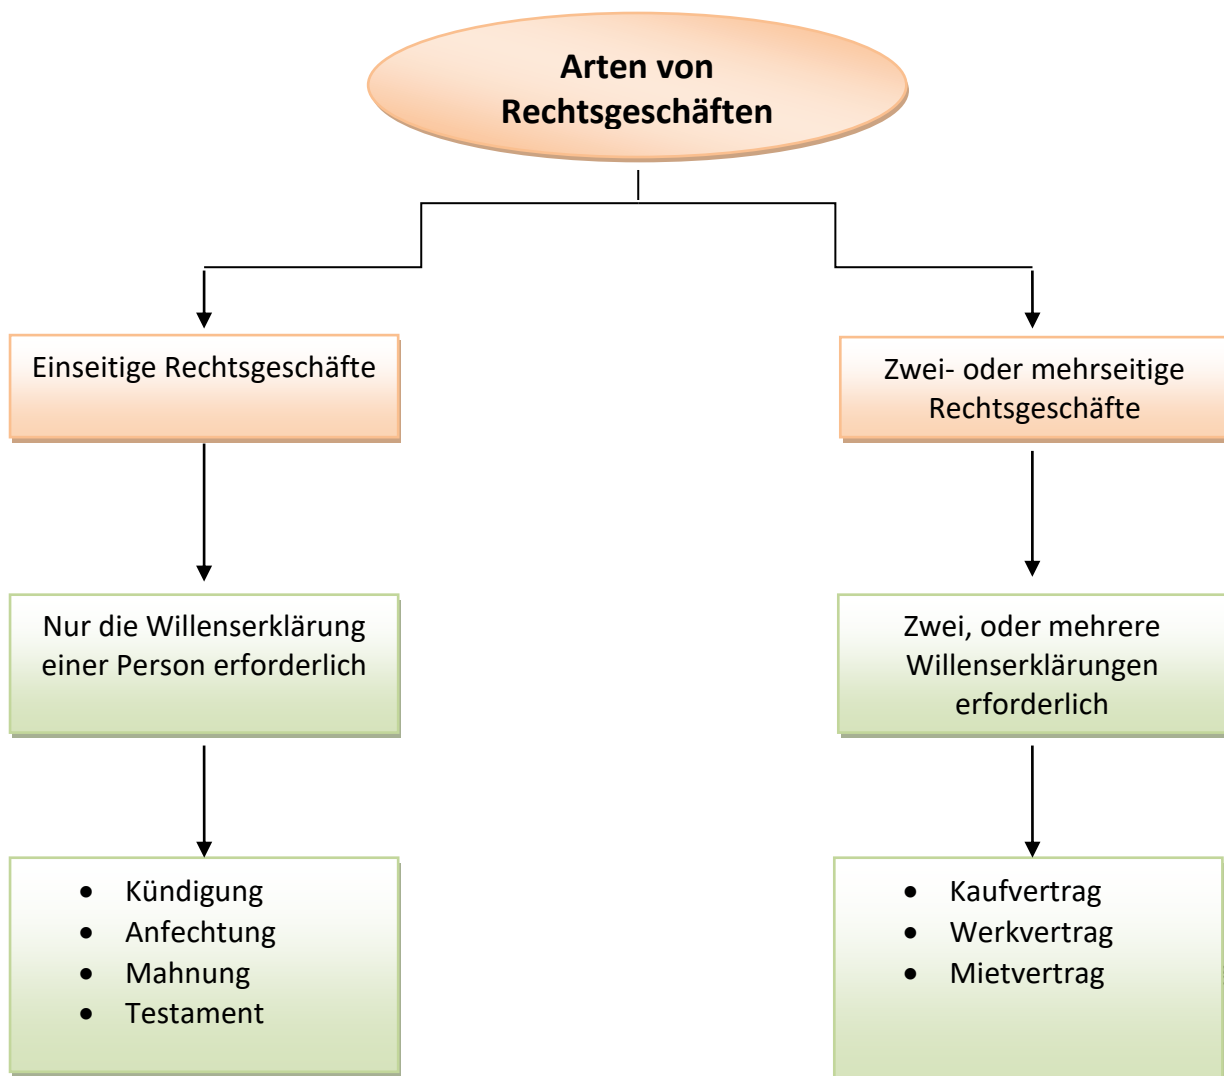 Arten von
Rechtsgeschäften
Einseitige Rechtsgeschäfte
Zwei- oder mehrseitige
Rechtsgeschäfte
Nur die Willenserklärung
einer Person erforderlich
Zwei, oder mehrere
Willenserklärungen
erforderlich
• Kündigung
• Anfechtung
• Mahnung
• Testament
• Kaufvertrag
• Werkvertrag
• Mietvertrag